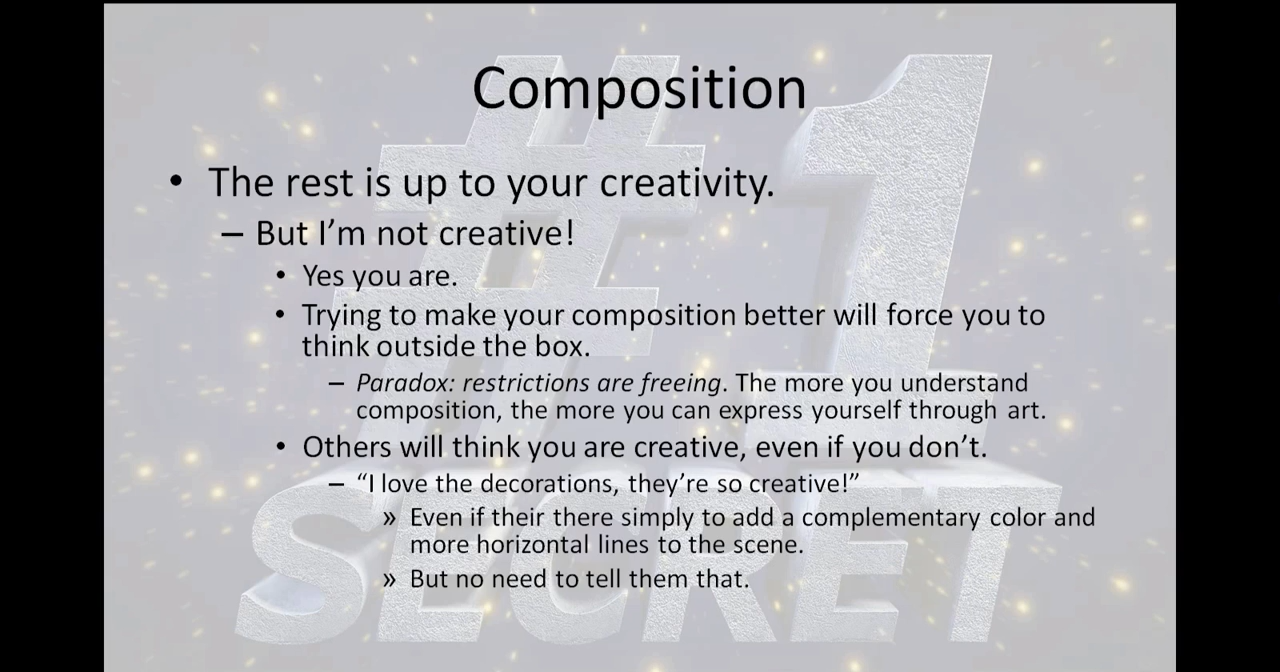 Composition
• The rest is up to your creativity.
– But I’m not creative!
• Yes you are.
• Trying to make your composition better will force you to
think outside the box.
– Paradox: restrictions are freeing. The more you understand
composition, the more you can express yourself through art.
• Others will think you are creative, even if you don’t.
– “I love the decorations, they’re so creative!”
» Even if their there simply to add a complementary color and
more horizontal lines to the scene.
» But no need to tell them that.
#1
SECRET